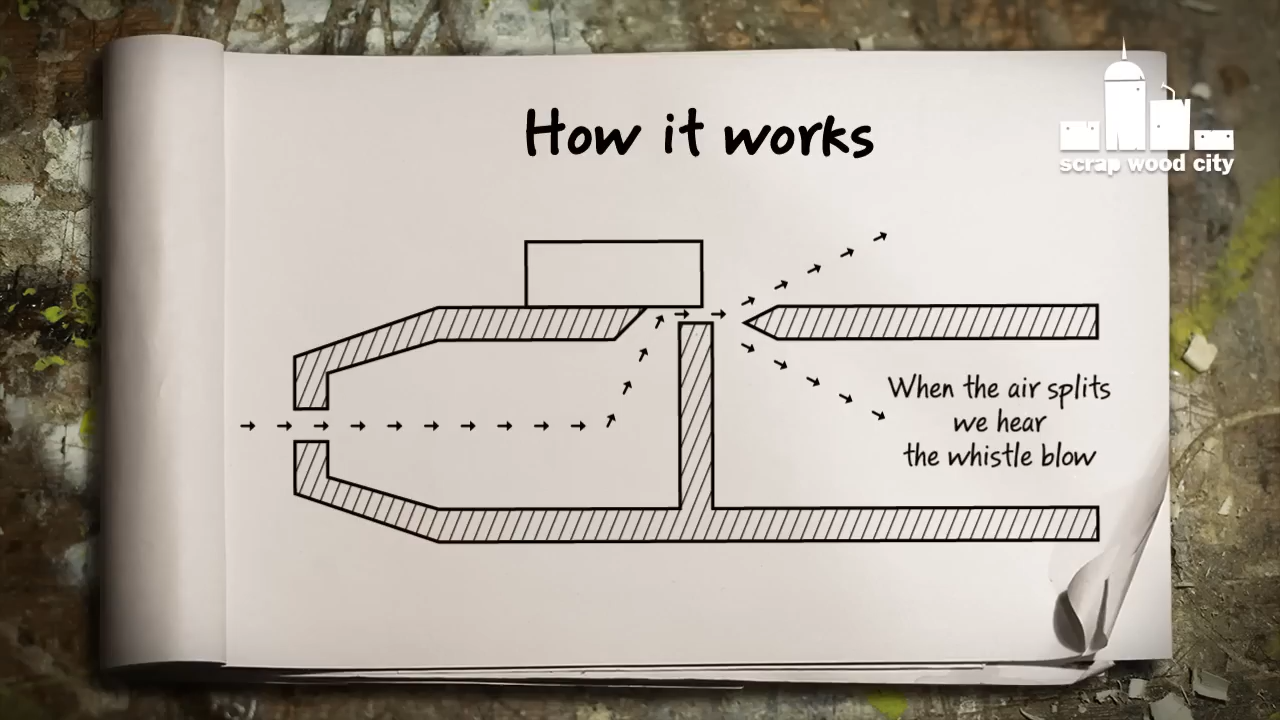 How it works
scrap wood city
When the air splits
we hear
the whistle blow